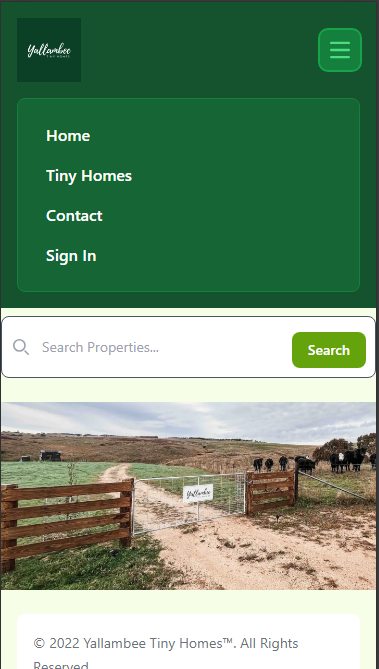 Yallambee
TINY HOMES
Home
Tiny Homes
Contact
Sign In
Search Properties...
Search
Yallambee
© 2022 Yallambee Tiny Homes™. All Rights
Reserved